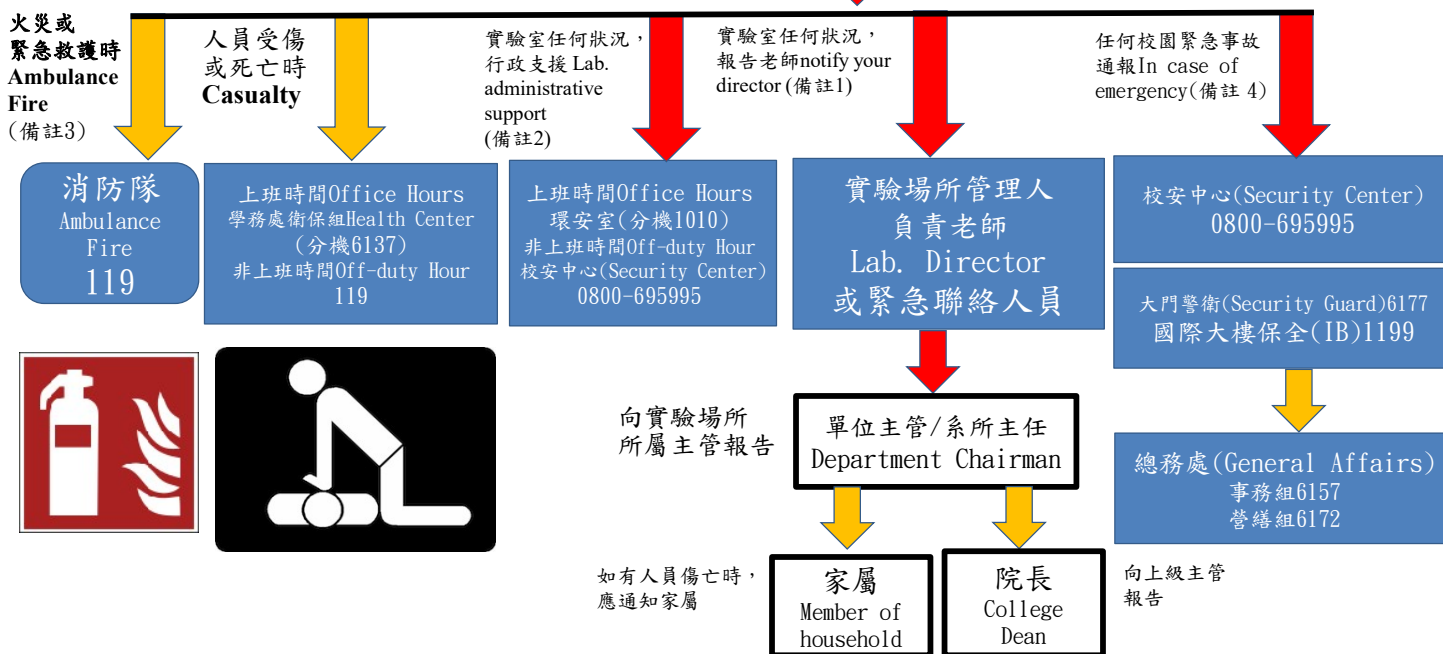 火災或
緊急救護時
Ambulance
Fire
(備註3)
人員受傷
或死亡時
Casualty
實驗室任何狀況，
行政支援 Lab.
administrative
support
(備註2)
實驗室任何狀況，
報告老師notify your
director (備註1)
任何校園緊急事故
通報In case of
emergency(備註 4)
消防隊
Ambulance
Fire
119
上班時間Office Hours
學務處衛保組Health Center
(分機6137)
非上班時間Off-duty Hour
119
上班時間Office Hours
環安室(分機1010)
非上班時間Off-duty Hour
校安中心(Security Center)
0800-695995
實驗場所管理人
負責老師
Lab. Director
或緊急聯絡人員
校安中心(Security Center)
0800-695995
大門警衛(Security Guard)6177
國際大樓保全(IB)1199
向實驗場所
所屬主管報告
單位主管/系所主任
Department Chairman
總務處(General Affairs)
事務組6157
營繕組6172
如有人員傷亡時，
應通知家屬
家屬
Member of
household
院長
College
Dean
向上級主管
報告